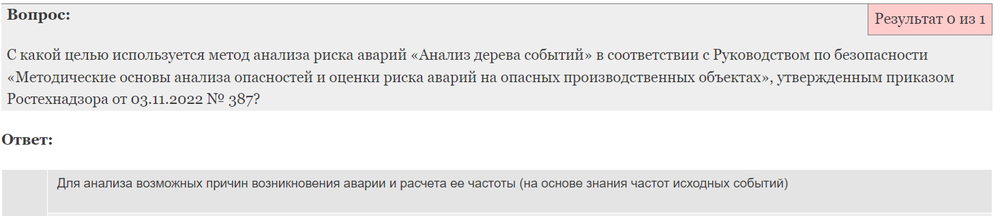 Вопрос:
Результат 0 из 1
С какой целью используется метод анализа риска аварий «Анализ дерева событий» в соответствии с Руководством по безопасности
«Методические основы анализа опасностей и оценки риска аварий на опасных производственных объектах», утвержденным приказом
Ростехнадзора от 03.11.2022 № 387?
Ответ:
Для анализа возможных причин возникновения аварии и расчета ее частоты (на основе знания частот исходных событий)